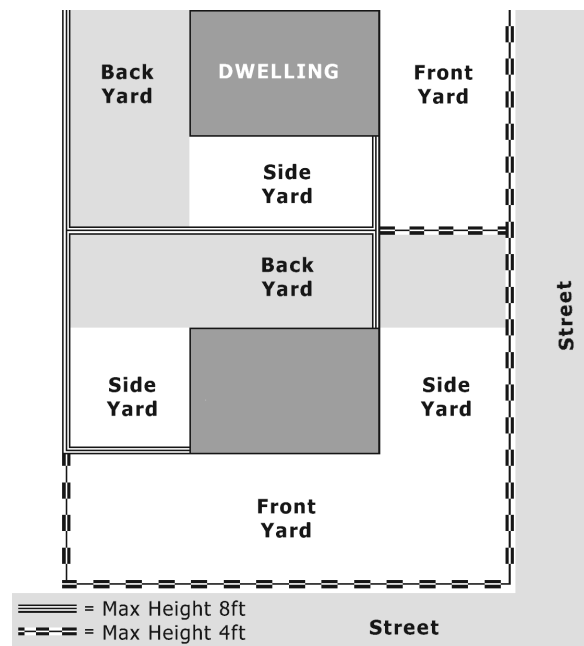 Back
Yard
DWELLING
Front
Yard
Side
Yard
Back
Yard
Side
Yard
Side
Yard
Street
Front
Yard
= Max Height 8ft
= Max Height 4ft
Street